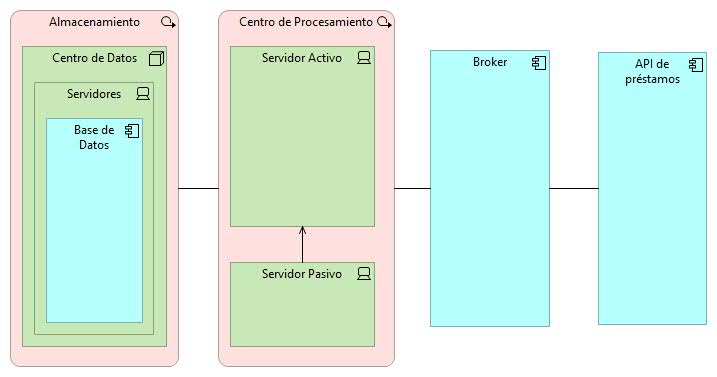 Almacenamiento
Centro de Datos
Servidores
Base de
Datos
Centro de Procesamiento
Servidor Activo
Servidor Pasivo
Broker
API de
préstamos